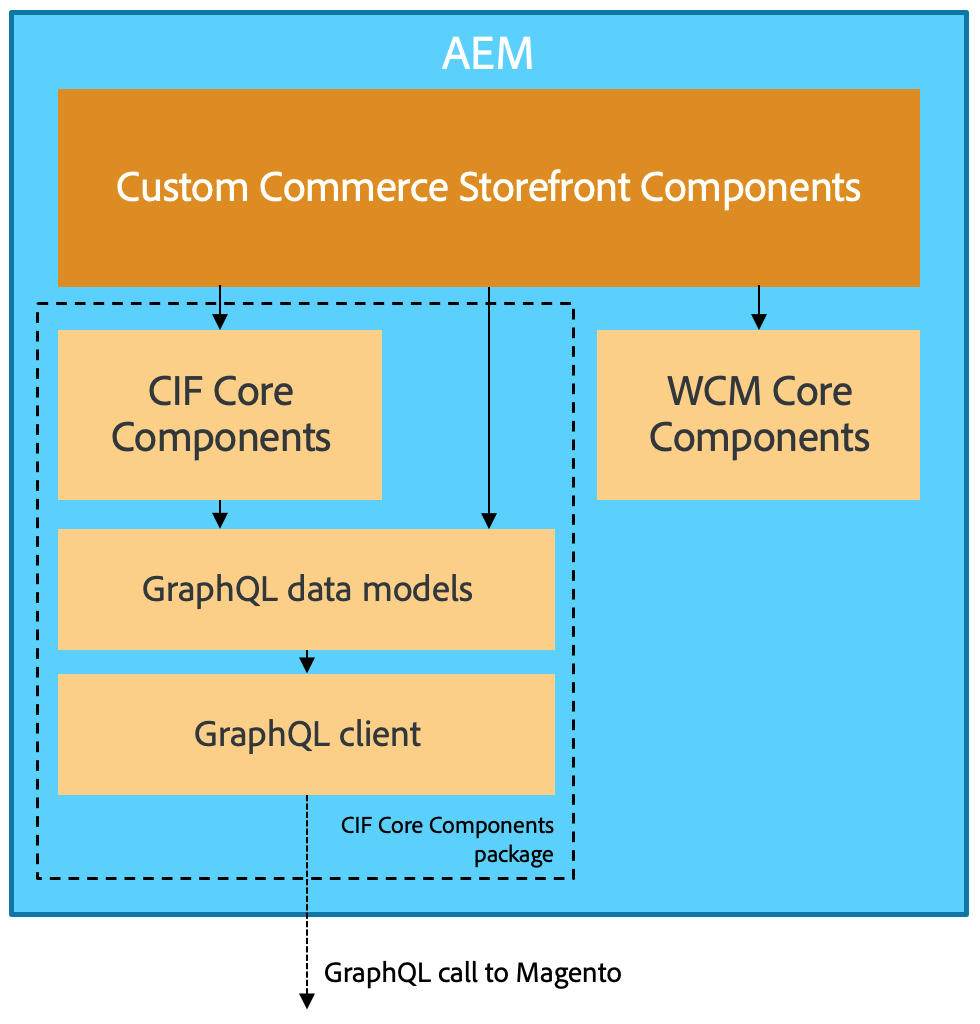 AEM
Custom Commerce Storefront Components
CIF Core
Components
WCM Core
Components
GraphQL data models
GraphQL client
CIF Core Components
package
GraphQL call to Magento